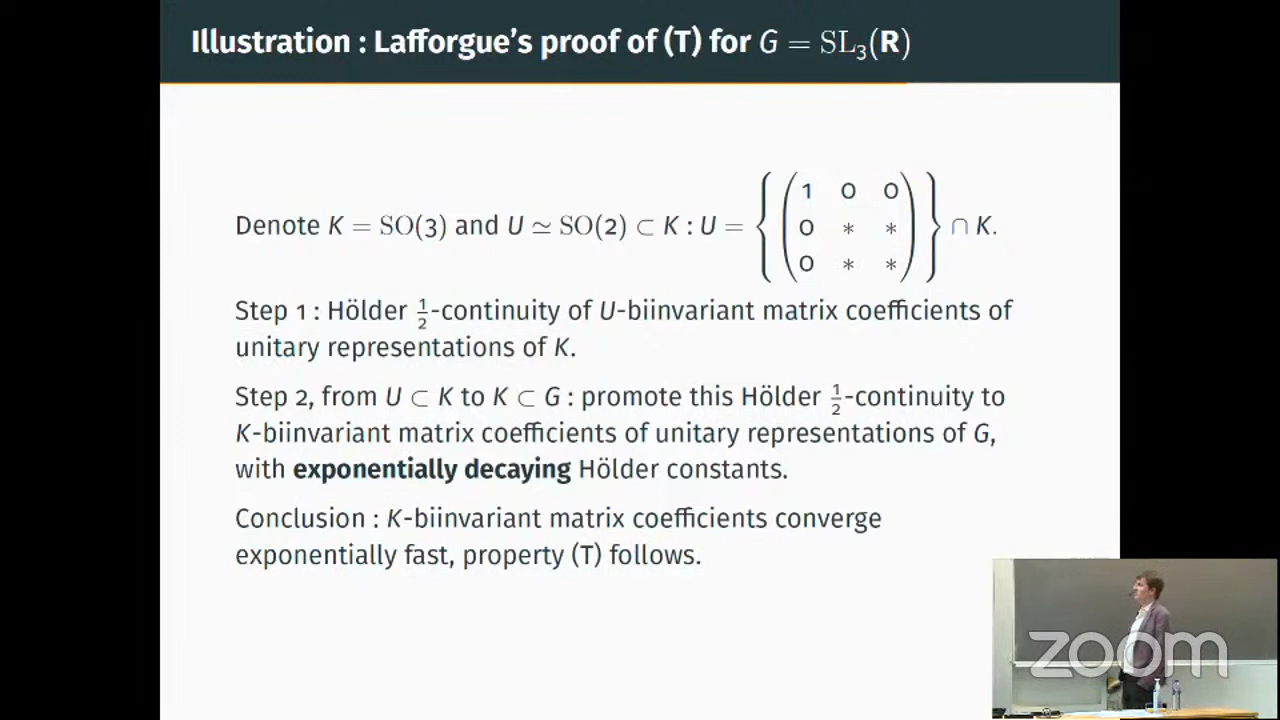 Illustration : Lafforgue's proof of (T) for G = SL₃(R)
Denote K = SO(3) and U ≃ SO(2) ⊂ K : U = { ( 1 0 0
0 * *
0 * * ) } ∩ K.
Step 1 : Hölder ½-continuity of U-biinvariant matrix coefficients of
unitary representations of K.
Step 2, from U ⊂ K to K ⊂ G : promote this Hölder ½-continuity to
K-biinvariant matrix coefficients of unitary representations of G,
with exponentially decaying Hölder constants.
Conclusion : K-biinvariant matrix coefficients converge
exponentially fast, property (T) follows.
zoom